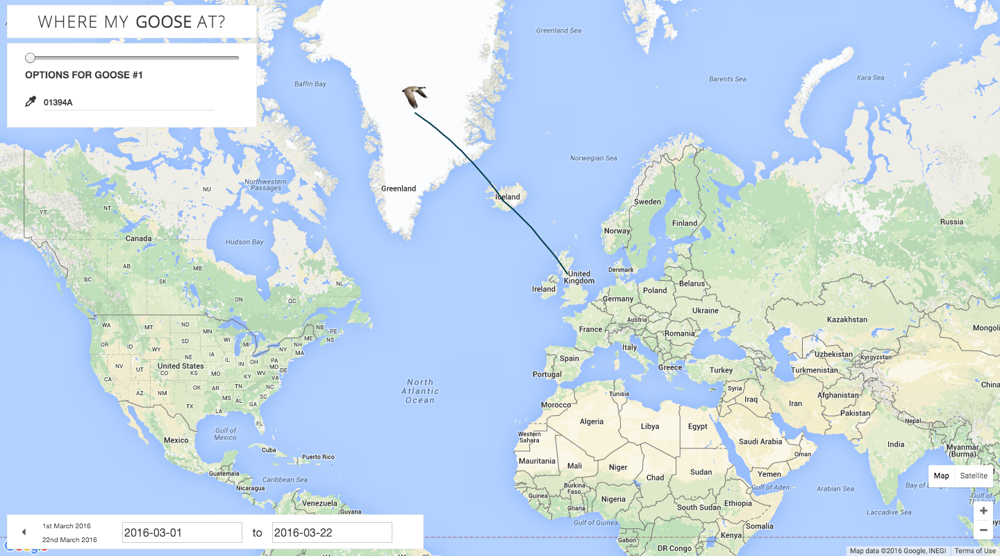 WHERE MY GOOSE AT?
OPTIONS FOR GOOSE #1
01394A
Greenland Sea
Baffin Bay
Barents Sea
Kara Sea
Norwegian Sea
Northwestern
Passages
Greenland
Iceland
NU
YT
NT
Sweden
Finland
Norway
Russia
Canada
Hudson Bay
AB
MB
BC
SK
NL
ON
QC
United
Kingdom
Ireland
Denmark
Poland
Belarus
Germany
Ukraine
Austria
France
Romania
Kazakhstan
Mongoli
WA
MT
ND
MN
NB
PE
OR
ID
WY
SD
WI
MI
ME
NS
NH
NY
MA
Italy
Spain
Portugal
Greece
Turkey
Uzbekistan
Kyrgyzstan
Turkmenistan
China
NV
UT
United States
CO
KS
NE
IA
IL
IN
OH
PA
MD
MO
KY
WV
DE
VA
CA
AZ
NM
OK
AR
TN
NC
SC
TX
MS
AL
GA
LA
FL
North
Atlantic
Ocean
Tunisia
Syria
Iraq
Iran
Afghanistan
Pakistan
Nepal
Morocco
Algeria
Libya
Egypt
Western
Sahara
Saudi Arabia
India
Myanmar
(Burma)
Oman
Gulf of
Mexico
Mexico
Cuba
Puerto Rico
Mauritania
Mali
Niger
Chad
Sudan
Yemen
Guatemala
Nicaragua
Caribbean Sea
Burkina
Faso
Guinea
Ghana
Nigeria
Gulf of Aden
Arabian Sea
Map
Satellite
Venezuela
Guyana
South Sudan
Ethiopia
Somalia
Laccadive Sea
Gulf of Guinea
Gabon
Kenya
DR Congo
+
−
1st March 2016
22nd March 2016
2016-03-01
to
2016-03-22
Map data ©2016 Google, INEGI
Terms of Use